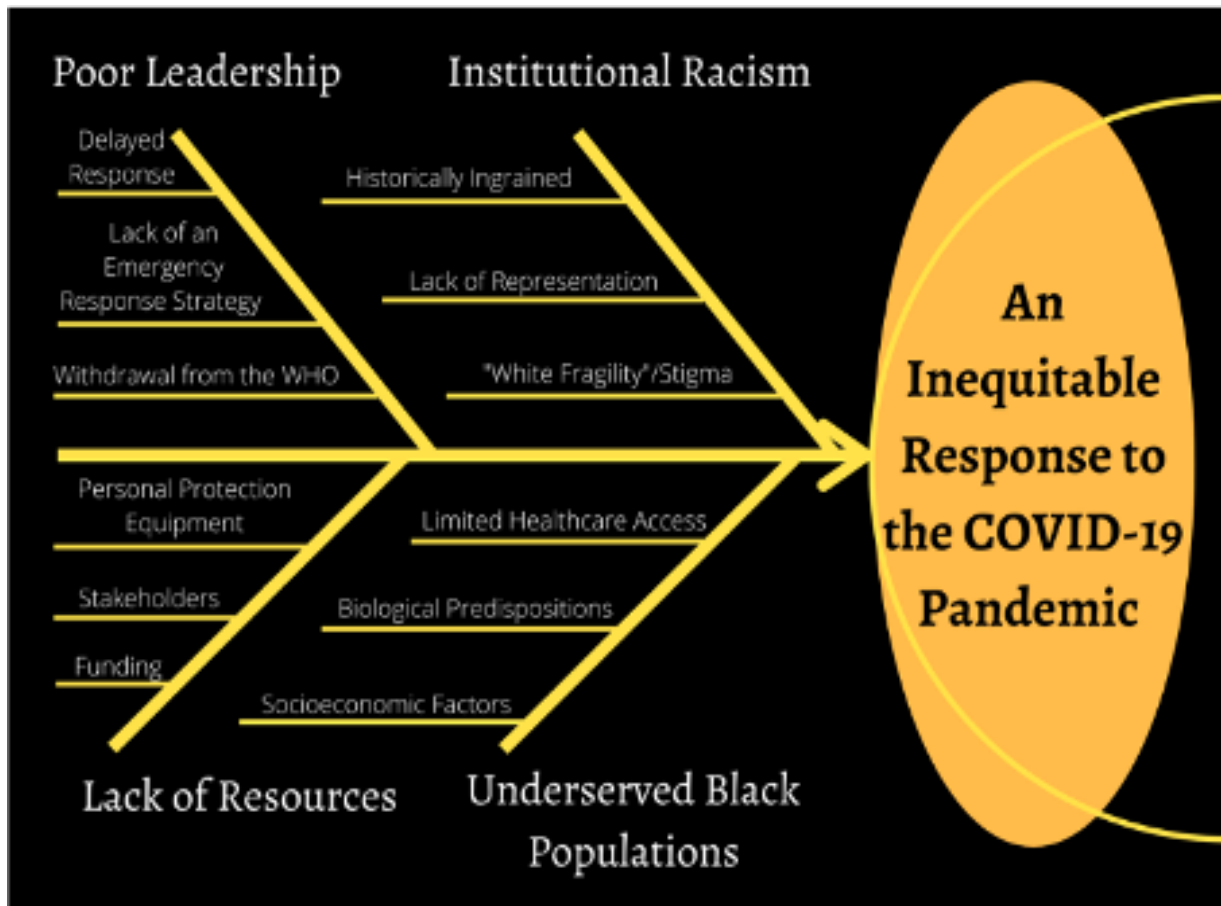 Poor Leadership
Delayed
Response
Lack of an
Emergency
Response Strategy
Withdrawal from the WHO
Institutional Racism
Historically Ingrained
Lack of Representation
"White Fragility"/Stigma
Personal Protection
Equipment
Stakeholders
Funding
Lack of Resources
Limited Healthcare Access
Biological Predispositions
Socioeconomic Factors
Underserved Black
Populations
An
Inequitable
Response to
the COVID-19
Pandemic